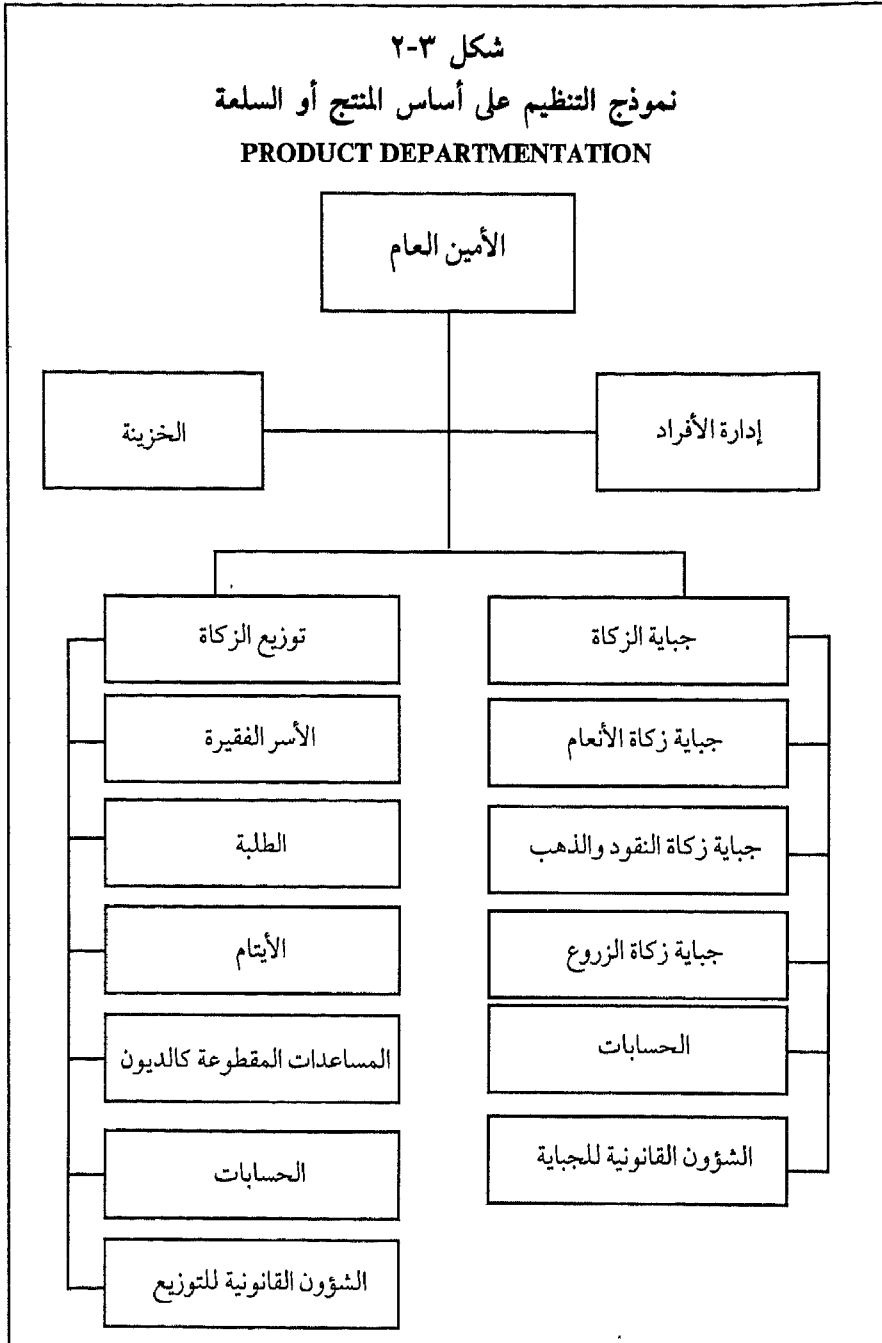 شكل ٣-٢
نموذج التنظيم على أساس المنتج أو السلعة
PRODUCT DEPARTMENTATION
الأمين العام
إدارة الأفراد
الخزينة
جباية الزكاة
جباية زكاة الأنعام
جباية زكاة النقود والذهب
جباية زكاة الزروع
الحسابات
الشؤون القانونية للجباية
توزيع الزكاة
الأسر الفقيرة
الطلبة
الأيتام
المساعدات المقطوعة كالديون
الحسابات
الشؤون القانونية للتوزيع